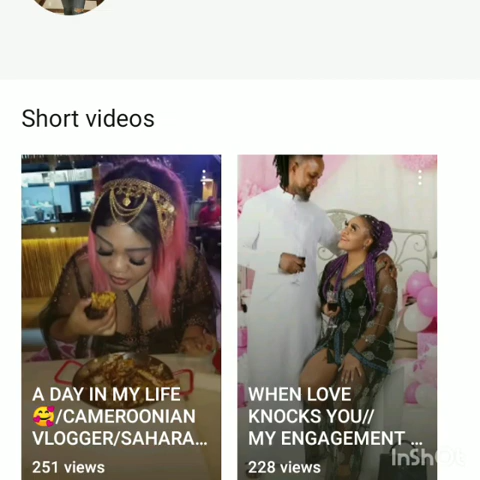 Short videos
A DAY IN MY LIFE
🥰/CAMEROONIAN
VLOGGER/SAHARA...
251 views
WHEN LOVE
KNOCKS YOU//
MY ENGAGEMENT ...
228 views
InShOt